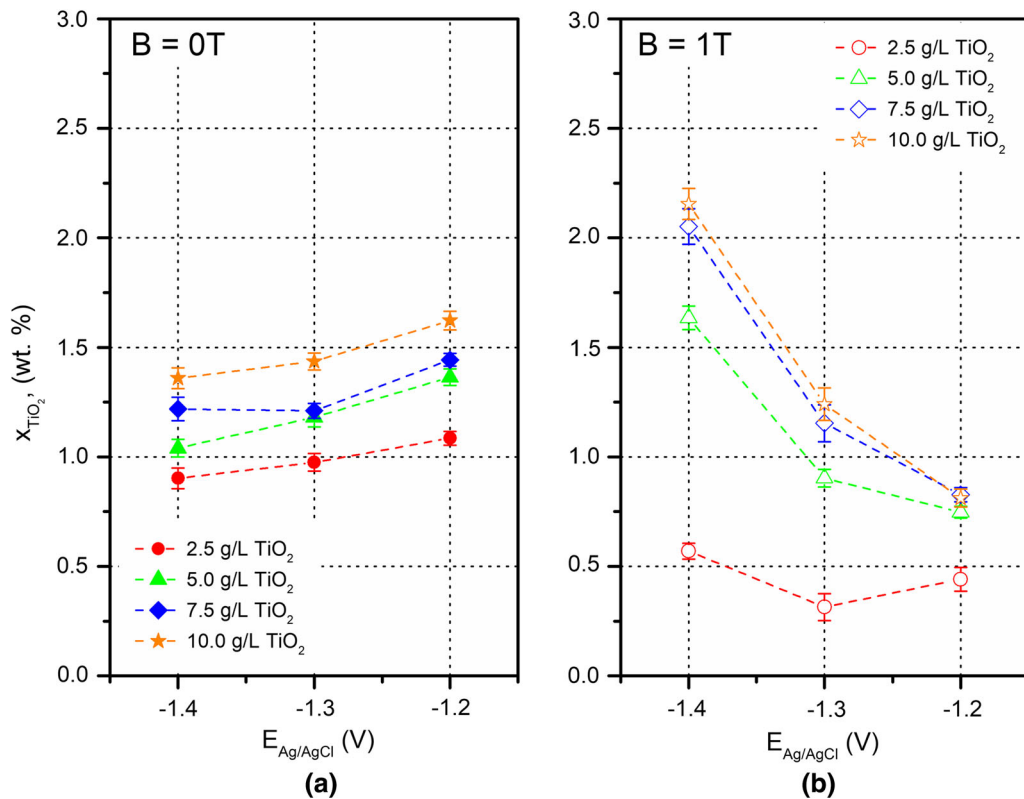 B = 0T
3.0
2.5
2.0
1.5
1.0
0.5
0.0
x_TiO₂, (wt. %)
2.5 g/L TiO₂
5.0 g/L TiO₂
7.5 g/L TiO₂
10.0 g/L TiO₂
-1.4 -1.3 -1.2
E_Ag/AgCl (V)
(a)
B = 1T
2.5 g/L TiO₂
5.0 g/L TiO₂
7.5 g/L TiO₂
10.0 g/L TiO₂
3.0
2.5
2.0
1.5
1.0
0.5
0.0
-1.4 -1.3 -1.2
E_Ag/AgCl (V)
(b)